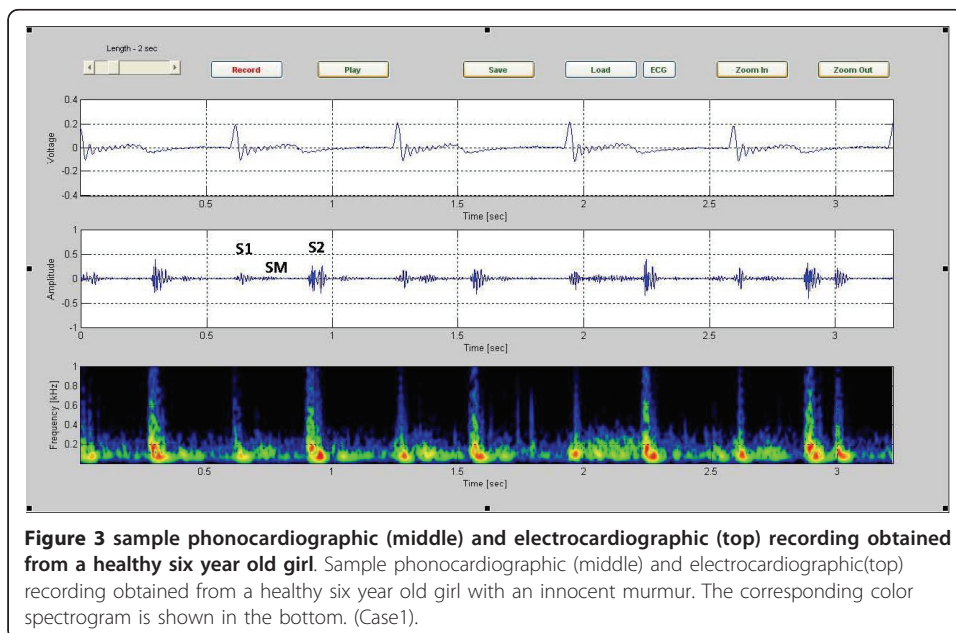 Length - 2 sec
Record Play Save Load ECG Zoom In Zoom Out
0.4
0.2
0
-0.2
-0.4
Voltage
0.5 1 1.5 2 2.5 3
Time [sec]
1
0.5
0
-0.5
-1
Amplitude
S1 SM S2
0 0.5 1 1.5 2 2.5 3
Time [sec]
1
0.8
0.6
0.4
0.2
Frequency [kHz]
0.5 1 1.5 2 2.5 3
Time [sec]
Figure 3 sample phonocardiographic (middle) and electrocardiographic (top) recording obtained
from a healthy six year old girl. Sample phonocardiographic (middle) and electrocardiographic(top)
recording obtained from a healthy six year old girl with an innocent murmur. The corresponding color
spectrogram is shown in the bottom. (Case1).